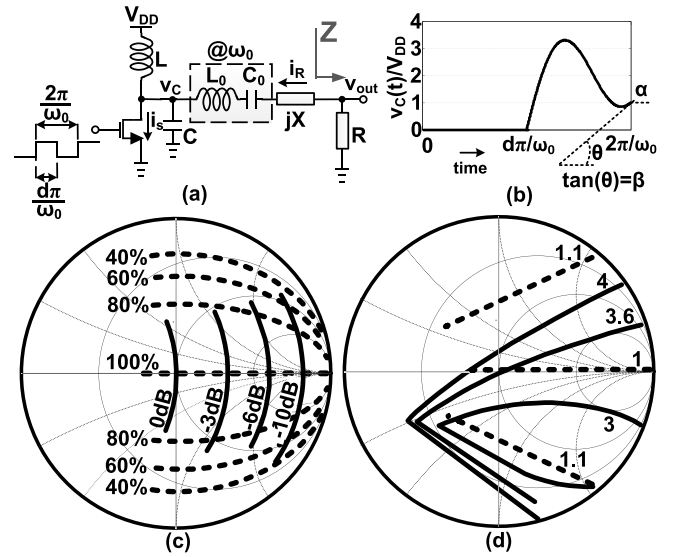 V_DD
L
@ω₀
L₀ C₀
v_C
i_R
Z
v_out
jX
R
C
i_s
2π
ω₀
dπ
ω₀
(a)
v_C(t)/V_DD
4
3
2
1
0
0
dπ/ω₀
2π/ω₀
time
α
θ
tan(θ)=β
(b)
40%
60%
80%
100%
80%
60%
40%
0dB
-3dB
-6dB
-10dB
(c)
1.1
4
3.6
1
3
1.1
(d)